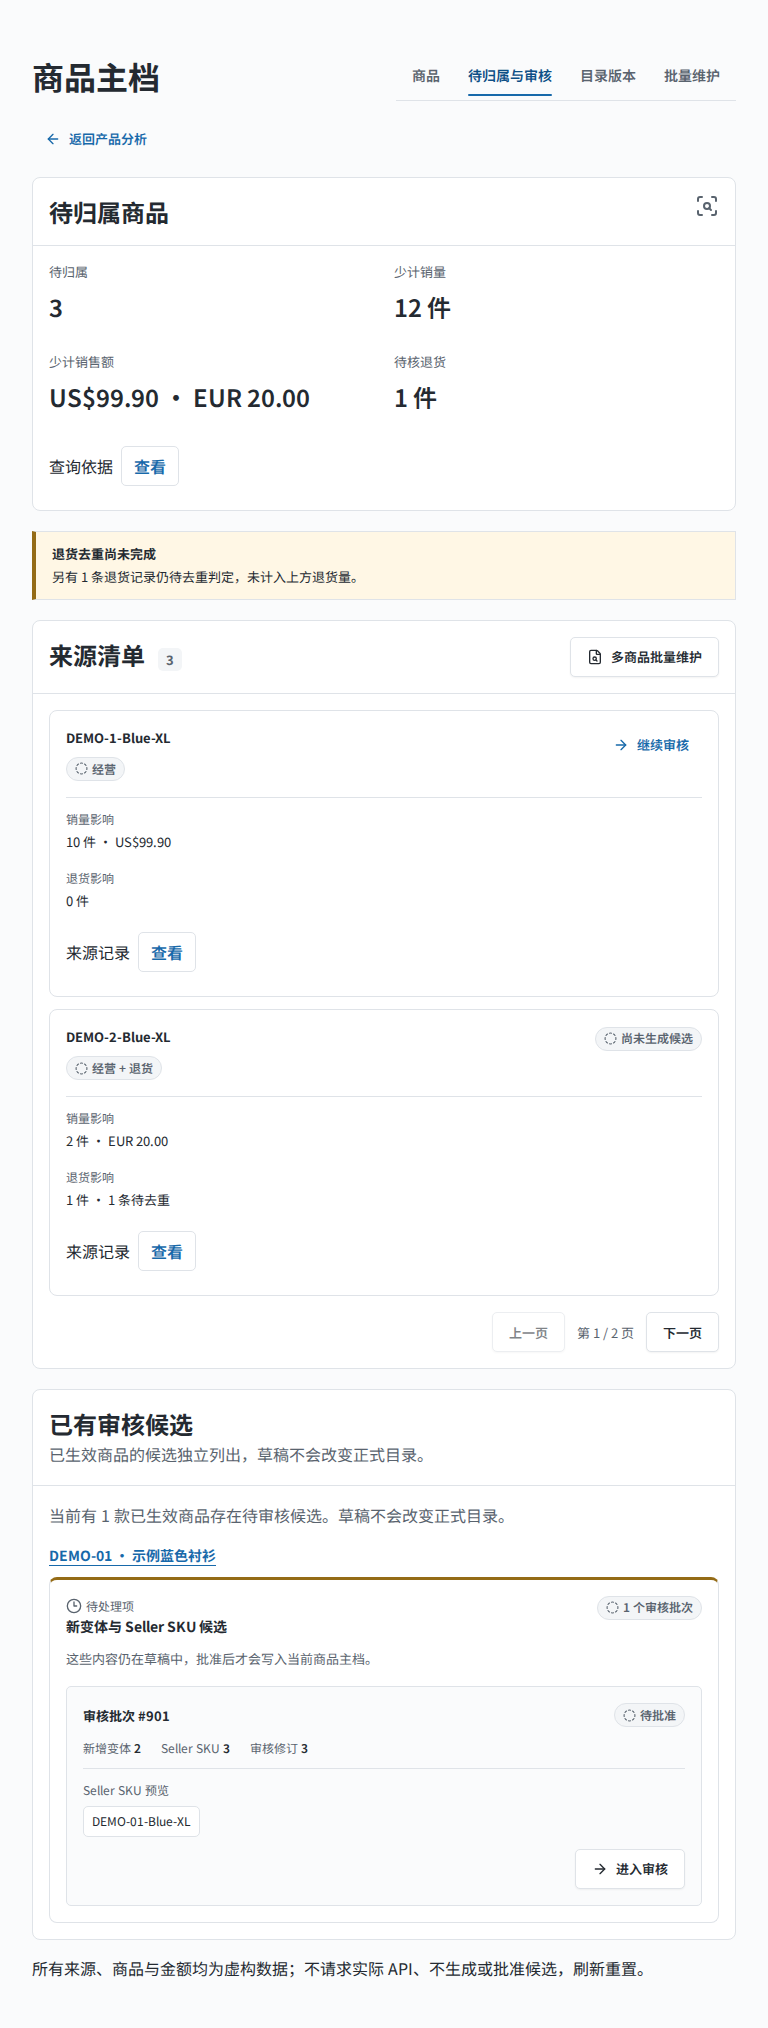 商品主档
商品 待归属与审核 目录版本 批量维护
返回产品分析
待归属商品
待归属 少计销量
3 12 件
少计销售额 待核退货
US$99.90 · EUR 20.00 1 件
查询依据 查看
退货去重尚未完成
另有 1 条退货记录仍待去重判定，未计入上方退货量。
来源清单 3 多商品批量维护
DEMO-1-Blue-XL 继续审核
经营
销量影响
10 件 · US$99.90
退货影响
0 件
来源记录 查看
DEMO-2-Blue-XL 尚未生成候选
经营 + 退货
销量影响
2 件 · EUR 20.00
退货影响
1 件 · 1 条待去重
来源记录 查看
上一页 第 1 / 2 页 下一页
已有审核候选
已生效商品的候选独立列出，草稿不会改变正式目录。
当前有 1 款已生效商品存在待审核候选。草稿不会改变正式目录。
DEMO-01 · 示例蓝色衬衫
待处理项 1 个审核批次
新变体与 Seller SKU 候选
这些内容仍在草稿中，批准后才会写入当前商品主档。
审核批次 #901 待批准
新增变体 2 Seller SKU 3 审核修订 3
Seller SKU 预览
DEMO-01-Blue-XL
进入审核
所有来源、商品与金额均为虚构数据；不请求实际 API、不生成或批准候选，刷新重置。